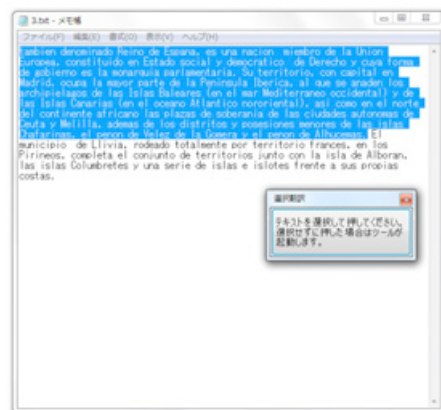 3.txt - メモ帳
ファイル(F) 編集(E) 書式(O) 表示(V) ヘルプ(H)
Tambien denominado Reino de Espana, es una nacion miembro de la Union
Europea, constituido en Estado social y democratico de Derecho y cuya forma
de gobierno es la monarquia parlamentaria. Su territorio, con capital en
Madrid, ocupa la mayor parte de la Peninsula Iberica, al que se anaden los
archipielagos de las Islas Baleares (en el mar Mediterraneo occidental) y de
las Islas Canarias (en el oceano Atlantico nororiental), asi como en el norte
del continente africano las plazas de soberania de las ciudades autonomas de
Ceuta y Melilla, ademas de los distritos y posesiones menores de las islas
Chafarinas, el penon de Velez de la Gomera y el penon de Alhucemas. El
municipio de Llivia, rodeado totalmente por territorio frances, en los
Pirineos, completa el conjunto de territorios junto con la isla de Alboran,
las islas Columbretes y una serie de islas e islotes frente a sus propias
costas.
選択翻訳
テキストを選択して押してください。
選択せずに押した場合はツールが
起動します。